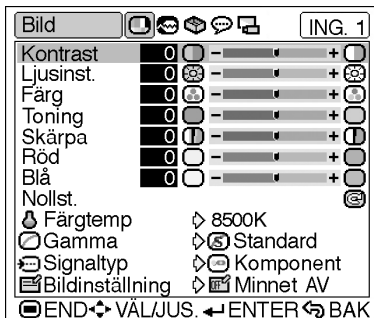 Bild ING. 1
Kontrast 0 - +
Ljusinst. 0 - +
Färg 0 - +
Toning 0 - +
Skärpa 0 - +
Röd 0 - +
Blå 0 - +
Nollst.
Färgtemp 8500K
Gamma Standard
Signaltyp Komponent
Bildinställning Minnet AV
END VÄL/JUS. ENTER BAK